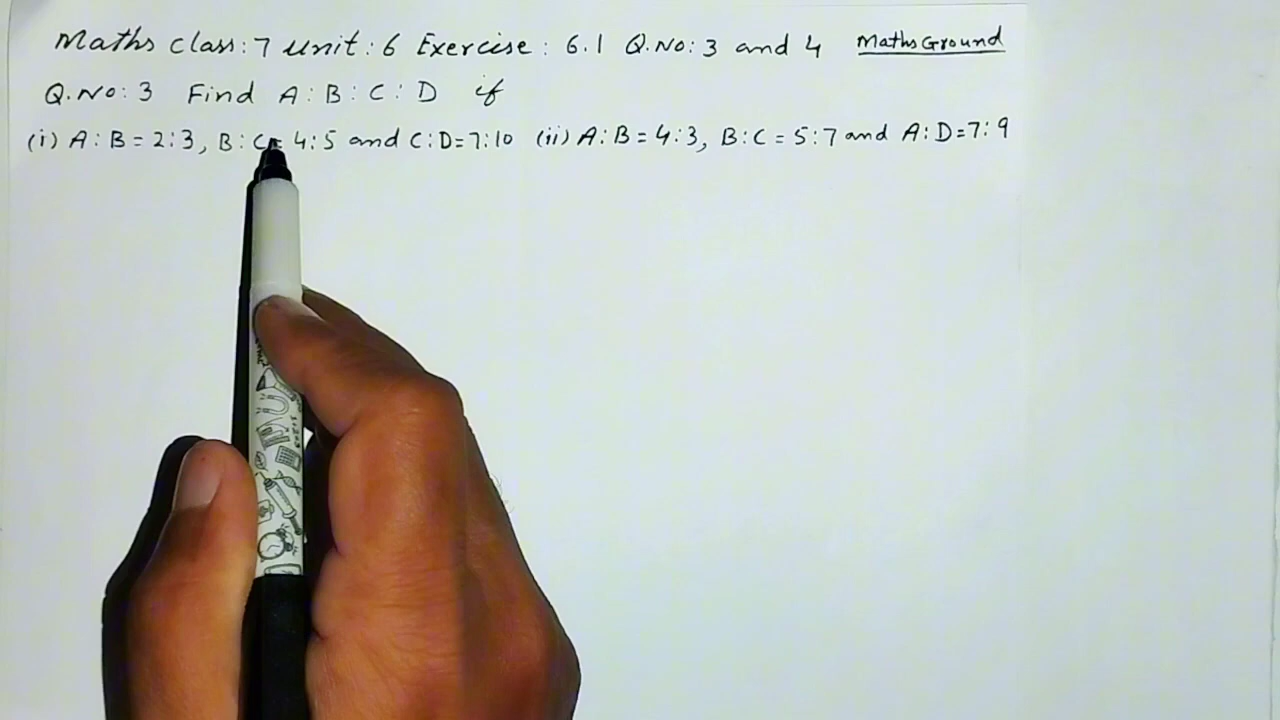 Maths Class:7 Unit:6 Exercise: 6.1 Q.No:3 and 4 Maths Ground
Q.No:3 Find A:B:C:D if
(i) A:B=2:3, B:C=4:5 and C:D=7:10 (ii) A:B=4:3, B:C=5:7 and A:D=7:9